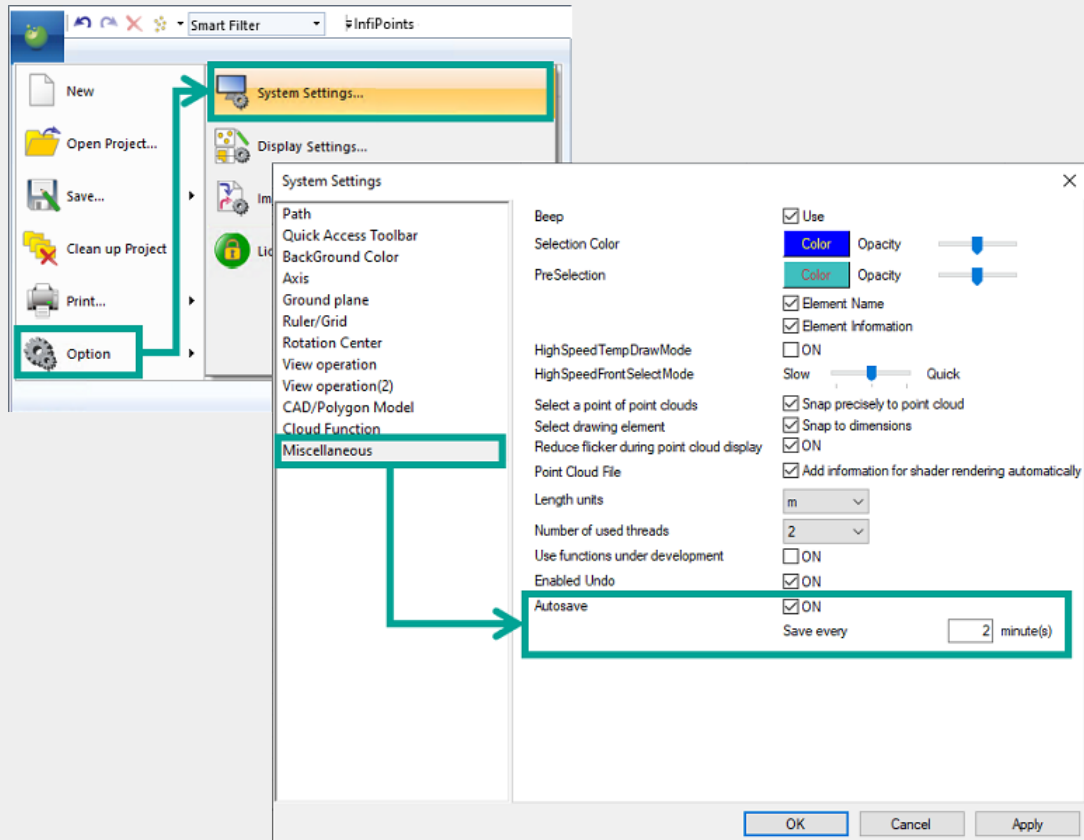 Smart Filter
InfiPoints
New
Open Project...
Save...
Clean up Project
Print...
Option
System Settings...
Display Settings...
System Settings
Path
Quick Access Toolbar
BackGround Color
Axis
Ground plane
Ruler/Grid
Rotation Center
View operation
View operation(2)
CAD/Polygon Model
Cloud Function
Miscellaneous
Beep Use
Selection Color Color Opacity
PreSelection Color Opacity
Element Name
Element Information
HighSpeedTempDrawMode ON
HighSpeedFrontSelectMode Slow Quick
Select a point of point clouds Snap precisely to point cloud
Select drawing element Snap to dimensions
Reduce flicker during point cloud display ON
Point Cloud File Add information for shader rendering automatically
Length units m
Number of used threads 2
Use functions under development ON
Enabled Undo ON
Autosave ON
Save every 2 minute(s)
OK Cancel Apply